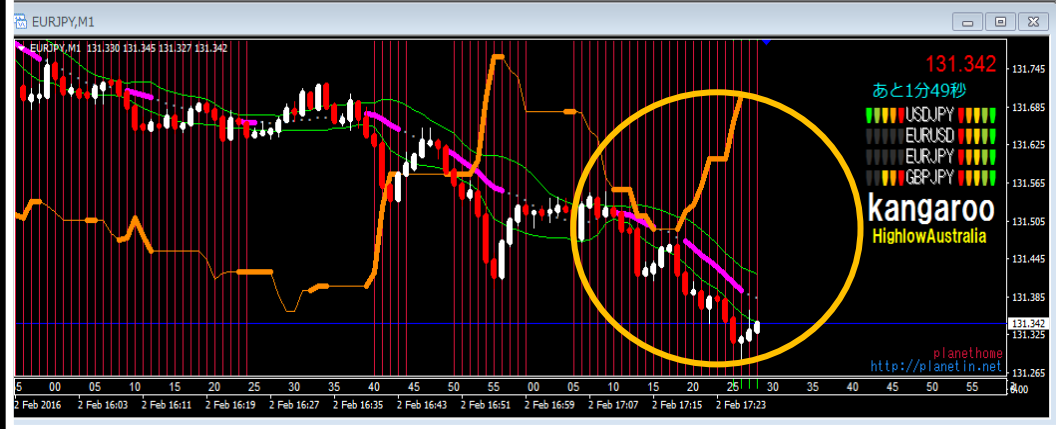 EURJPY,M1
EURJPY,M1 131.330 131.345 131.327 131.342
131.342
あと1分49秒
USDJPY
EURUSD
EURJPY
GBPJPY
kangaroo
HighlowAustralia
131.745
131.685
131.625
131.565
131.505
131.445
131.385
131.342
131.325
131.265
planethome
http://planetin.net
00 05 10 15 20 25 30 35 40 45 50 55 00 05 10 15 20 25 30 35 40 45 50 55
2 Feb 2016 2 Feb 16:03 2 Feb 16:11 2 Feb 16:19 2 Feb 16:27 2 Feb 16:35 2 Feb 16:43 2 Feb 16:51 2 Feb 16:59 2 Feb 17:07 2 Feb 17:15 2 Feb 17:23